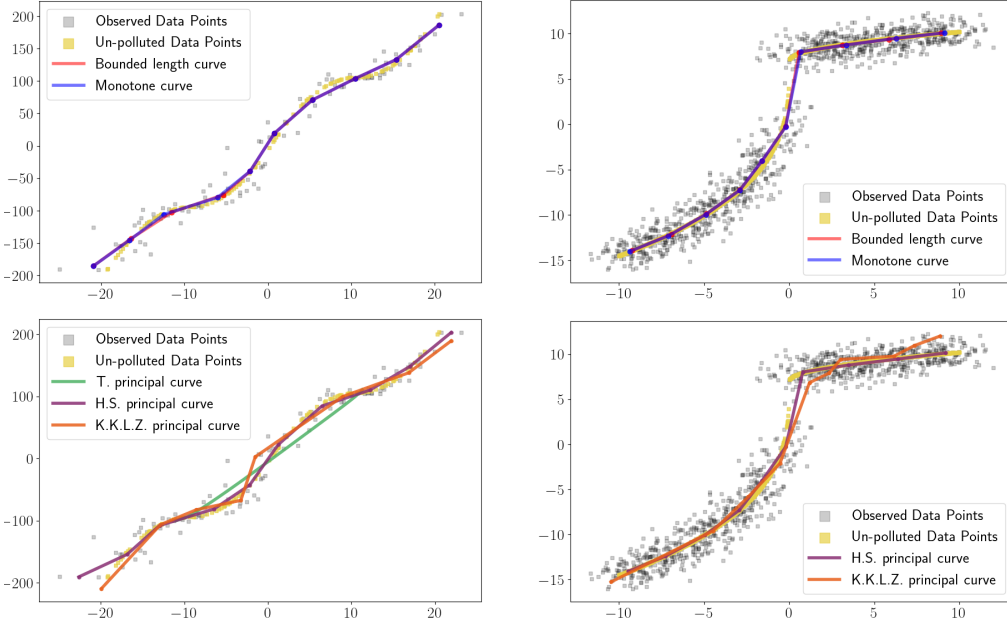 200
150
100
50
0
−50
−100
−150
−200
−20
−10
0
10
20
Observed Data Points
Un-polluted Data Points
Bounded length curve
Monotone curve
10
5
0
−5
−10
−15
−10
−5
0
5
10
Observed Data Points
Un-polluted Data Points
Bounded length curve
Monotone curve
200
100
0
−100
−200
−20
−10
0
10
20
Observed Data Points
Un-polluted Data Points
T. principal curve
H.S. principal curve
K.K.L.Z. principal curve
10
5
0
−5
−10
−15
−10
−5
0
5
10
Observed Data Points
Un-polluted Data Points
H.S. principal curve
K.K.L.Z. principal curve